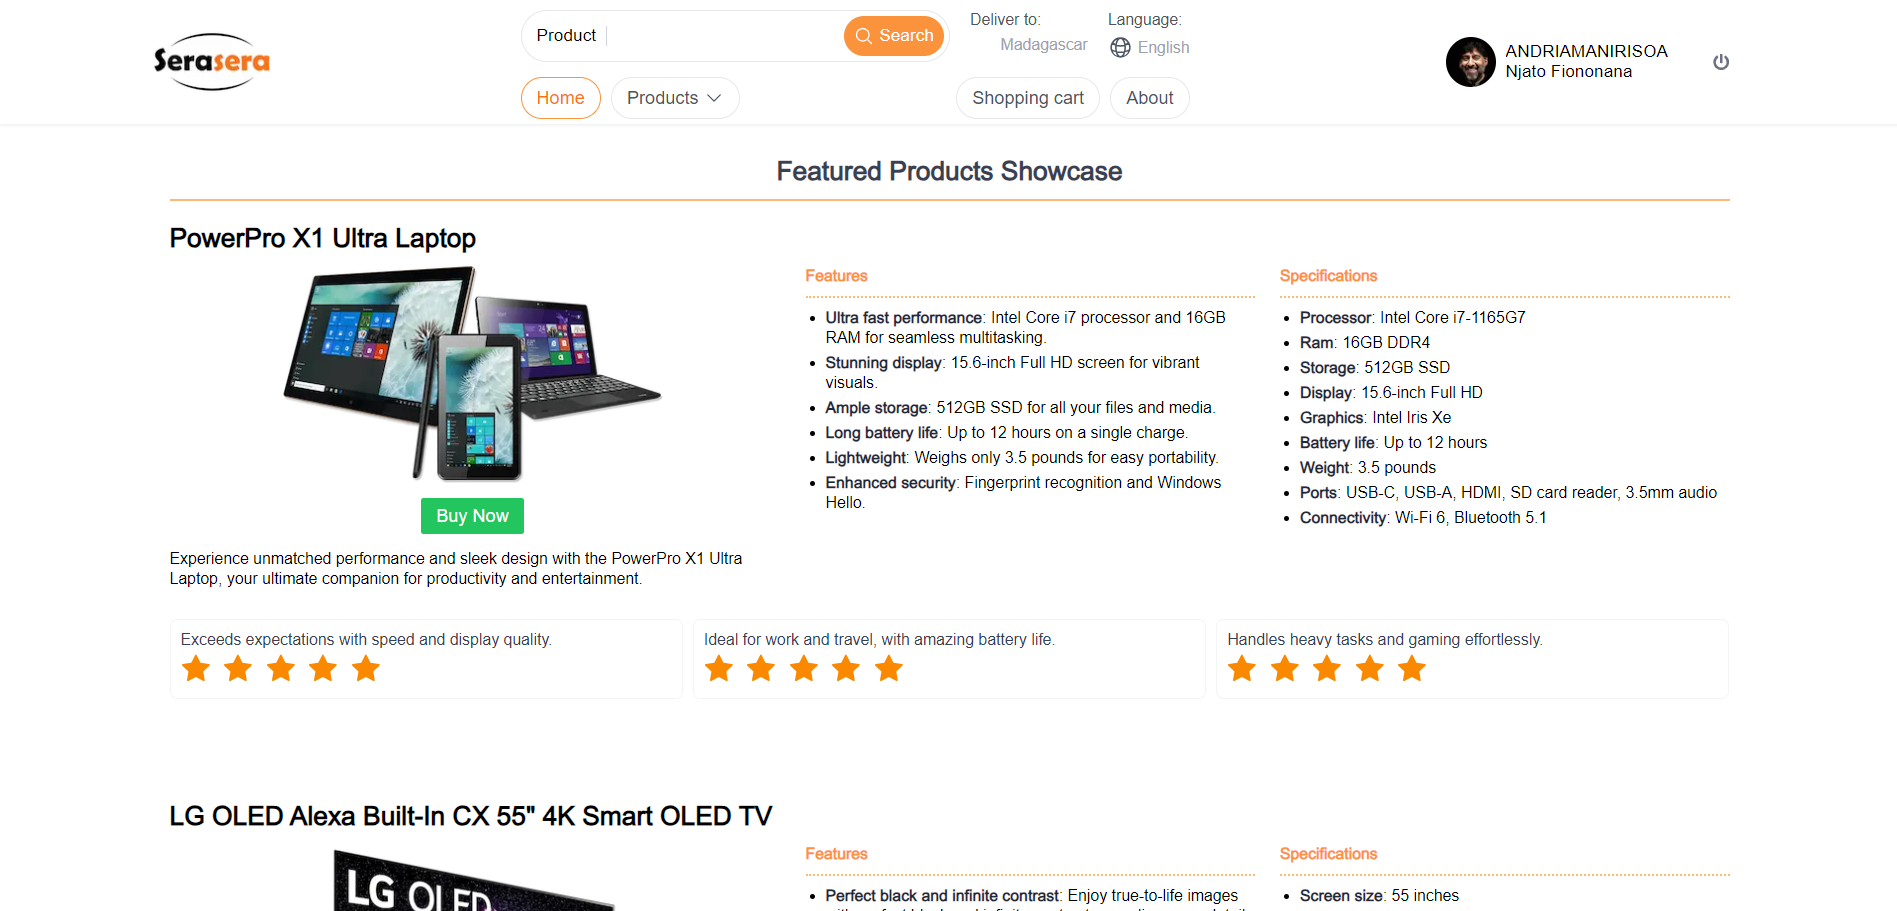 Serasera
Product
Search
Deliver to:
Madagascar
Language:
English
Home
Products
Shopping cart
About
ANDRIAMANIRISOA
Njato Fiononana
Featured Products Showcase
PowerPro X1 Ultra Laptop
Buy Now
Experience unmatched performance and sleek design with the PowerPro X1 Ultra
Laptop, your ultimate companion for productivity and entertainment.
Features
Ultra fast performance: Intel Core i7 processor and 16GB
RAM for seamless multitasking.
Stunning display: 15.6-inch Full HD screen for vibrant
visuals.
Ample storage: 512GB SSD for all your files and media.
Long battery life: Up to 12 hours on a single charge.
Lightweight: Weighs only 3.5 pounds for easy portability.
Enhanced security: Fingerprint recognition and Windows
Hello.
Specifications
Processor: Intel Core i7-1165G7
Ram: 16GB DDR4
Storage: 512GB SSD
Display: 15.6-inch Full HD
Graphics: Intel Iris Xe
Battery life: Up to 12 hours
Weight: 3.5 pounds
Ports: USB-C, USB-A, HDMI, SD card reader, 3.5mm audio
Connectivity: Wi-Fi 6, Bluetooth 5.1
Exceeds expectations with speed and display quality.
Ideal for work and travel, with amazing battery life.
Handles heavy tasks and gaming effortlessly.
LG OLED Alexa Built-In CX 55" 4K Smart OLED TV
LG OLED
Features
Perfect black and infinite contrast: Enjoy true-to-life images
Specifications
Screen size: 55 inches